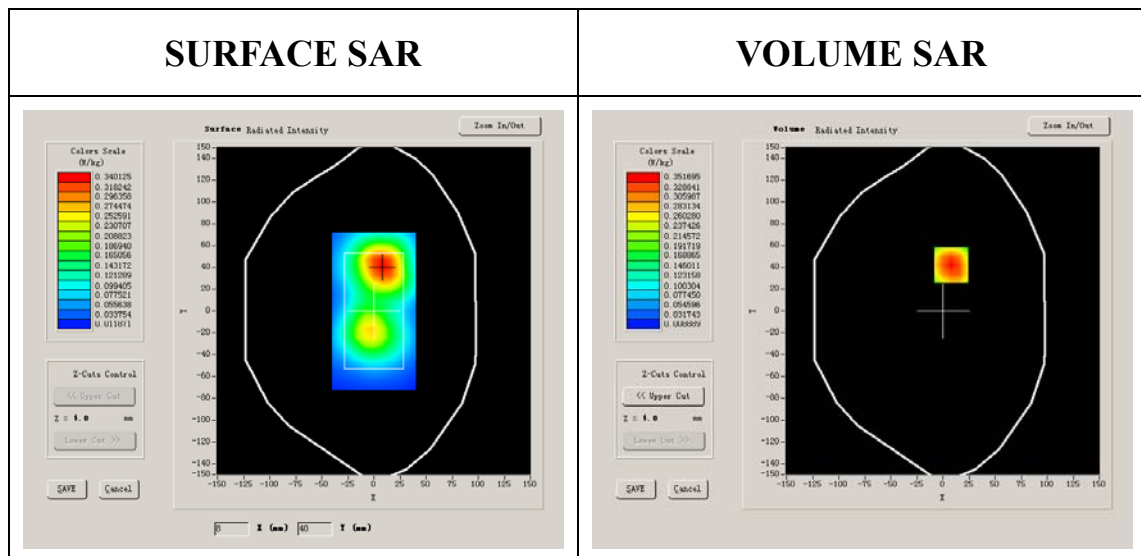 SURFACE SAR
VOLUME SAR
Surface Radiated Intensity
Zoom In/Out
Colors Scale
(W/kg)
0.340125
0.318242
0.296358
0.274474
0.252591
0.230707
0.208823
0.186940
0.165056
0.143172
0.121289
0.099405
0.077521
0.055638
0.033754
0.011871
Z-Cuts Control
<< Upper Cut
Z = 4.0 mm
Lower Cut >>
SAVE Cancel
150
140
120
100
80
60
40
20
0
-20
-40
-60
-80
-100
-120
-140
-150
Y
-150 -125 -100 -75 -50 -25 0 25 50 75 100 125 150
X
8 X (mm) 40 Y (mm)
Volume Radiated Intensity
Zoom In/Out
Colors Scale
(W/kg)
0.351695
0.328841
0.305987
0.283134
0.260280
0.237426
0.214572
0.191719
0.168865
0.146011
0.123158
0.100304
0.077450
0.054596
0.031743
0.008889
Z-Cuts Control
<< Upper Cut
Z = 4.0 mm
Lower Cut >>
SAVE Cancel
150
140
120
100
80
60
40
20
0
-20
-40
-60
-80
-100
-120
-140
-150
Y
-150 -125 -100 -75 -50 -25 0 25 50 75 100 125 150
X